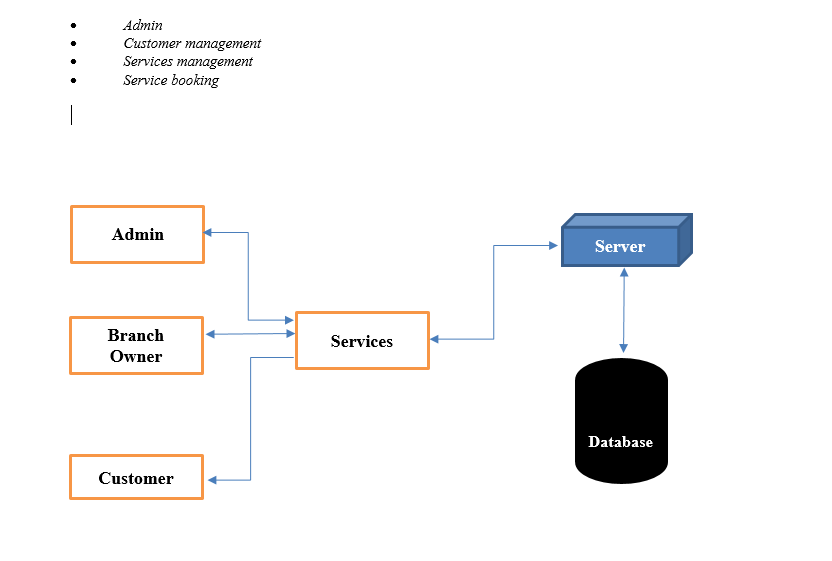 Admin
Customer management
Services management
Service booking
Admin
Server
Branch
Owner
Services
Database
Customer